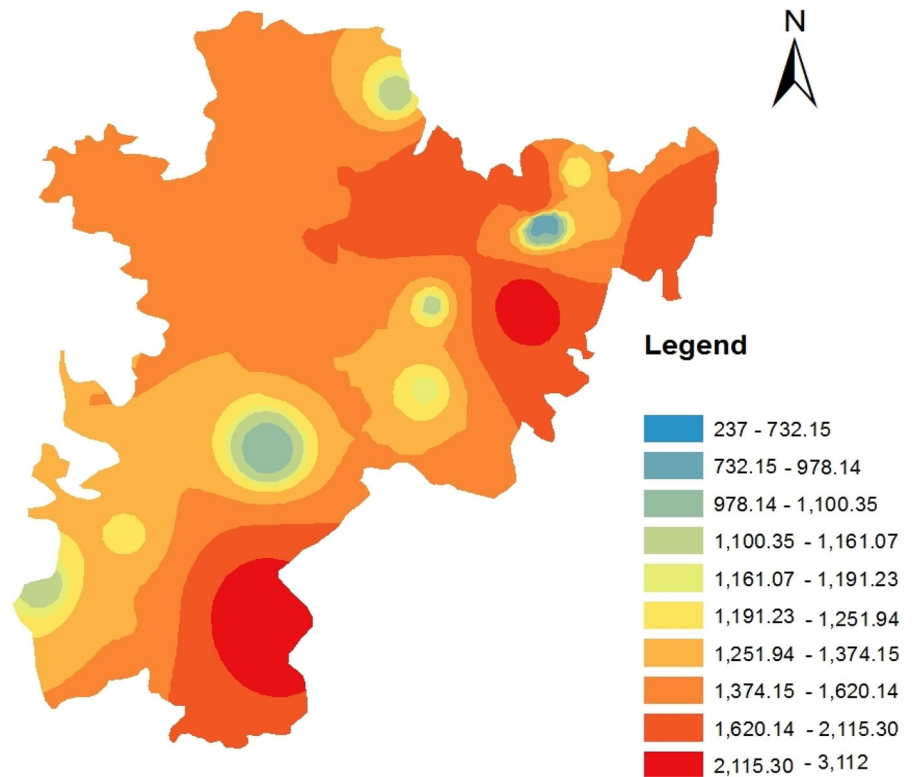 N
Legend
237 - 732.15
732.15 - 978.14
978.14 - 1,100.35
1,100.35 - 1,161.07
1,161.07 - 1,191.23
1,191.23 - 1,251.94
1,251.94 - 1,374.15
1,374.15 - 1,620.14
1,620.14 - 2,115.30
2,115.30 - 3,112